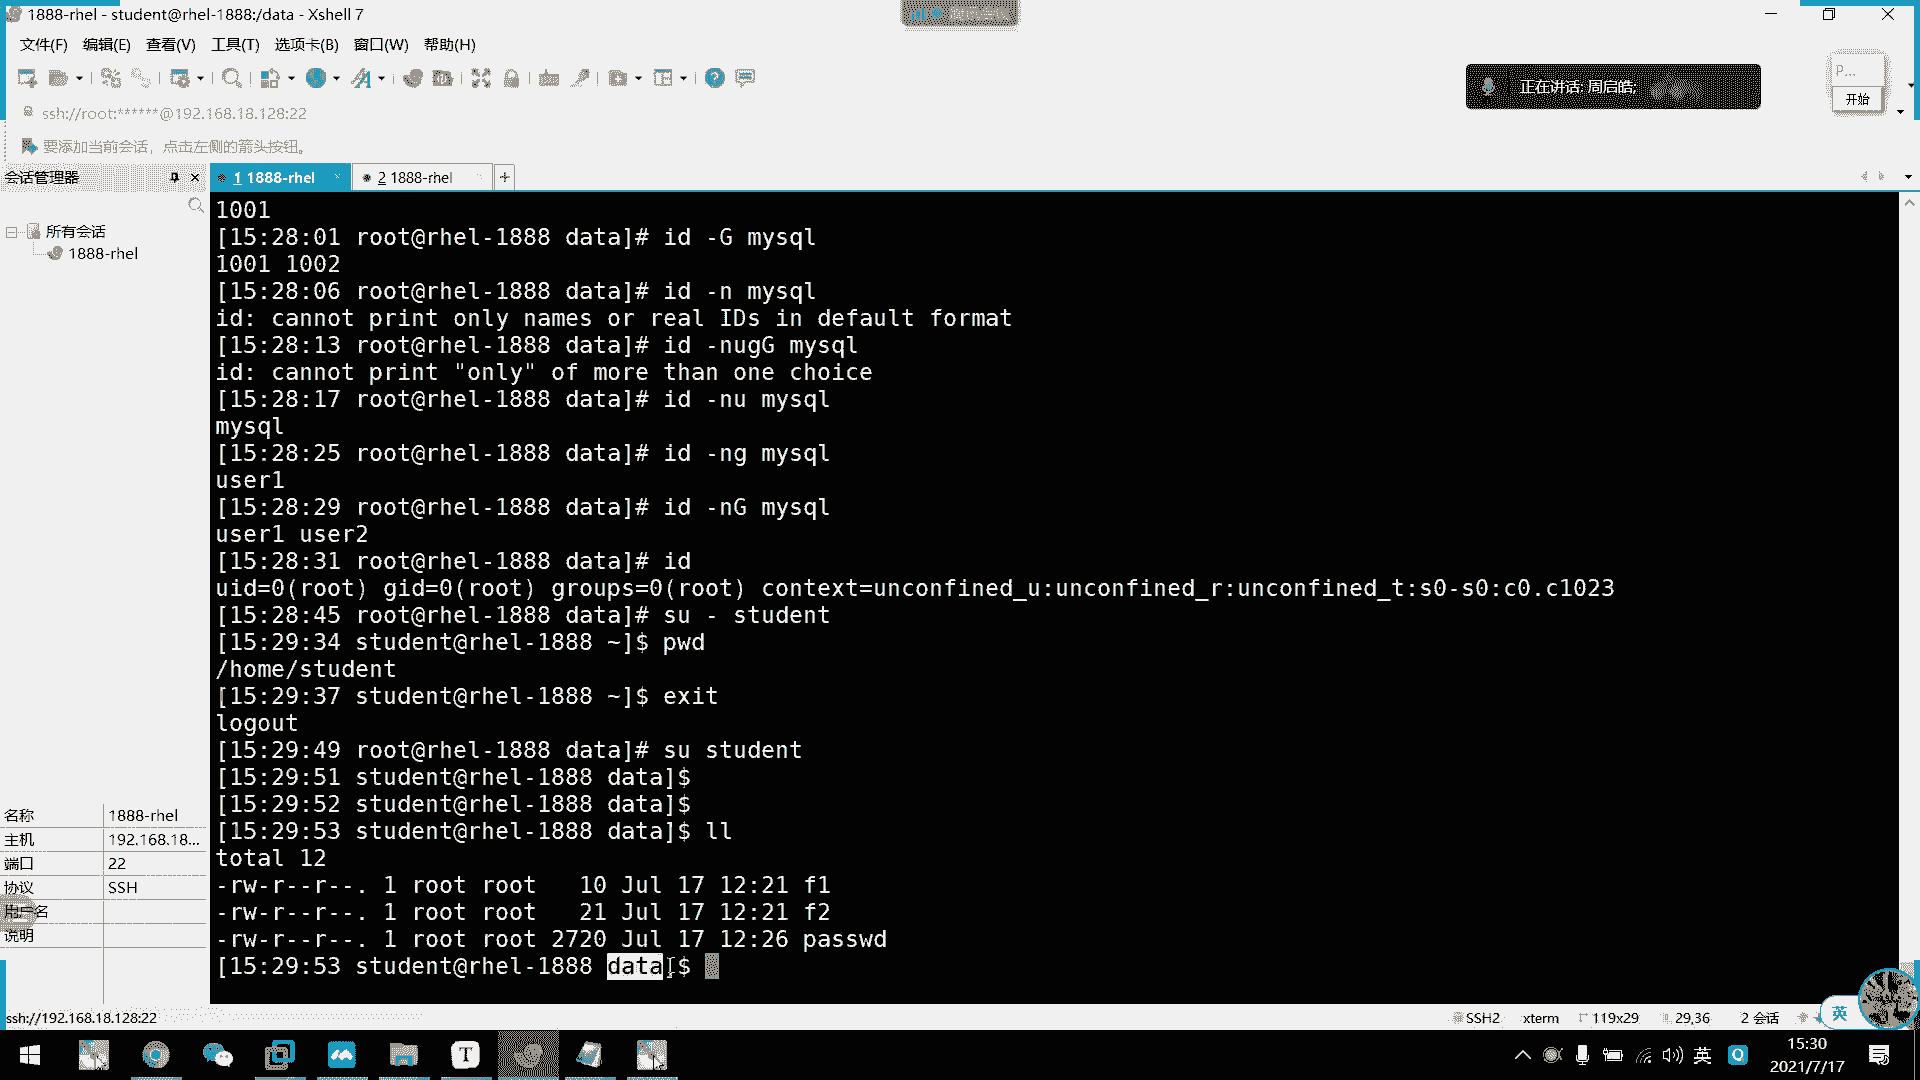 1888-rhel - student@rhel-1888:/data - Xshell 7
文件(F) 编辑(E) 查看(V) 工具(T) 选项卡(B) 窗口(W) 帮助(H)
ssh://root:******@192.168.18.128:22
正在讲话: 周启皓;
P...
开始
要添加当前会话，点击左侧的箭头按钮。
会话管理器
1 1888-rhel
2 1888-rhel
所有会话
1888-rhel
1001
[15:28:01 root@rhel-1888 data]# id -G mysql
1001 1002
[15:28:06 root@rhel-1888 data]# id -n mysql
id: cannot print only names or real IDs in default format
[15:28:13 root@rhel-1888 data]# id -nugG mysql
id: cannot print "only" of more than one choice
[15:28:17 root@rhel-1888 data]# id -nu mysql
mysql
[15:28:25 root@rhel-1888 data]# id -ng mysql
user1
[15:28:29 root@rhel-1888 data]# id -nG mysql
user1 user2
[15:28:31 root@rhel-1888 data]# id
uid=0(root) gid=0(root) groups=0(root) context=unconfined_u:unconfined_r:unconfined_t:s0-s0:c0.c1023
[15:28:45 root@rhel-1888 data]# su - student
[15:29:34 student@rhel-1888 ~]$ pwd
/home/student
[15:29:37 student@rhel-1888 ~]$ exit
logout
[15:29:49 root@rhel-1888 data]# su student
[15:29:51 student@rhel-1888 data]$
[15:29:52 student@rhel-1888 data]$
[15:29:53 student@rhel-1888 data]$ ll
total 12
-rw-r--r--. 1 root root   10 Jul 17 12:21 f1
-rw-r--r--. 1 root root   21 Jul 17 12:21 f2
-rw-r--r--. 1 root root 2720 Jul 17 12:26 passwd
[15:29:53 student@rhel-1888 data]$
名称 1888-rhel
主机 192.168.18...
端口 22
协议 SSH
用户名
说明
ssh://192.168.18.128:22
SSH2 xterm 119x29 29,36 2 会话
英
英
15:30
2021/7/17